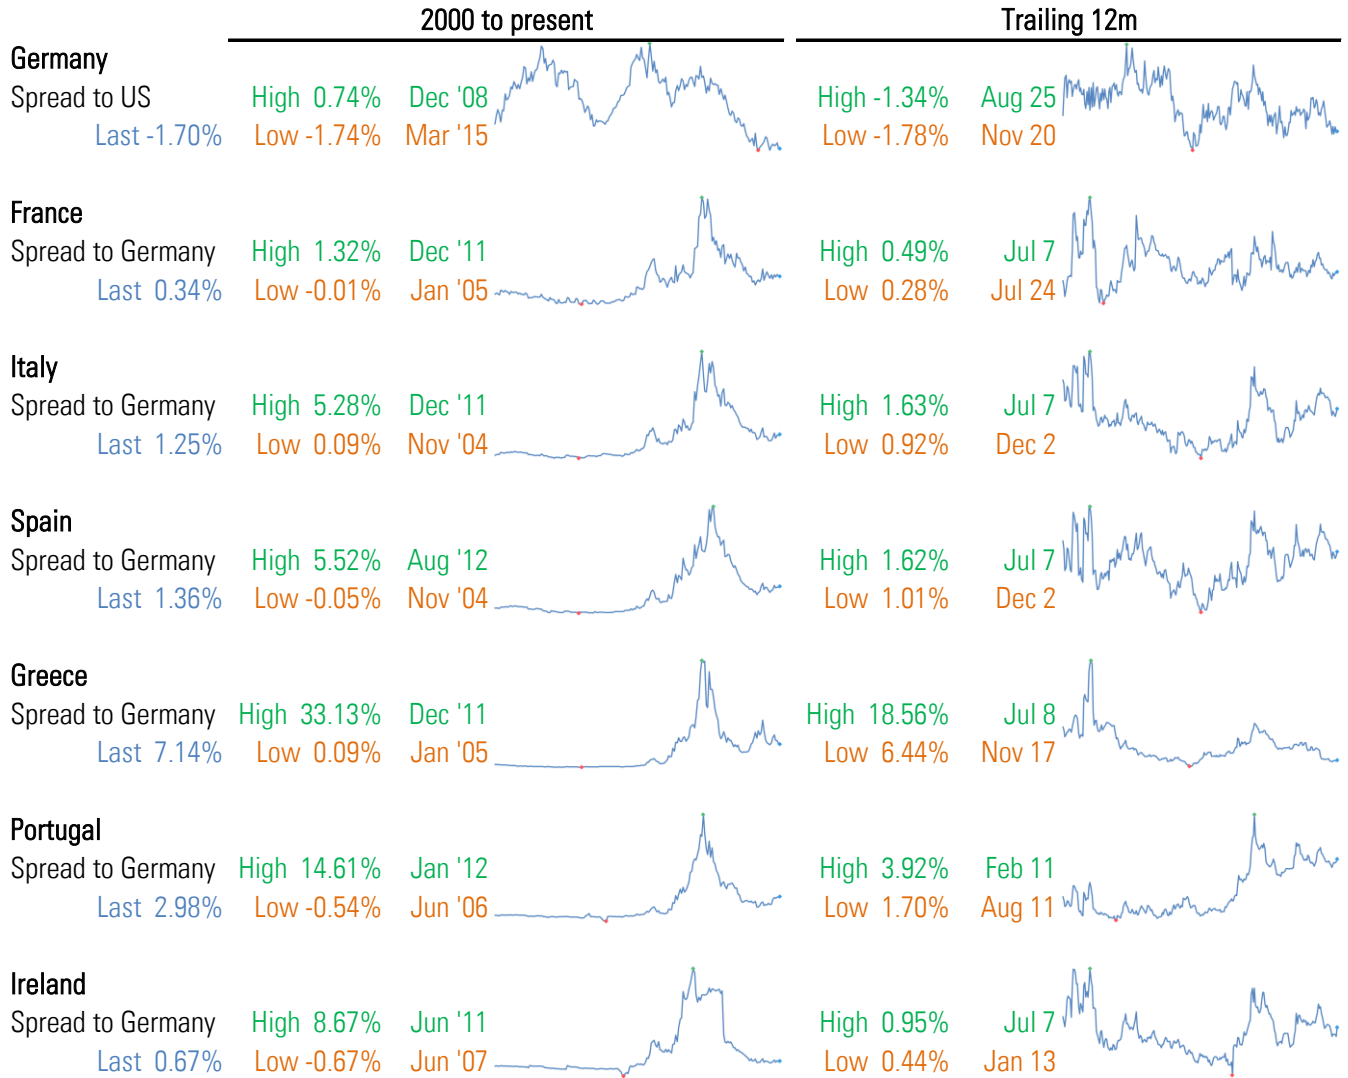 2000 to present Trailing 12m
Germany
Spread to US High 0.74% Dec '08 High -1.34% Aug 25
Last -1.70% Low -1.74% Mar '15 Low -1.78% Nov 20
France
Spread to Germany High 1.32% Dec '11 High 0.49% Jul 7
Last 0.34% Low -0.01% Jan '05 Low 0.28% Jul 24
Italy
Spread to Germany High 5.28% Dec '11 High 1.63% Jul 7
Last 1.25% Low 0.09% Nov '04 Low 0.92% Dec 2
Spain
Spread to Germany High 5.52% Aug '12 High 1.62% Jul 7
Last 1.36% Low -0.05% Nov '04 Low 1.01% Dec 2
Greece
Spread to Germany High 33.13% Dec '11 High 18.56% Jul 8
Last 7.14% Low 0.09% Jan '05 Low 6.44% Nov 17
Portugal
Spread to Germany High 14.61% Jan '12 High 3.92% Feb 11
Last 2.98% Low -0.54% Jun '06 Low 1.70% Aug 11
Ireland
Spread to Germany High 8.67% Jun '11 High 0.95% Jul 7
Last 0.67% Low -0.67% Jun '07 Low 0.44% Jan 13